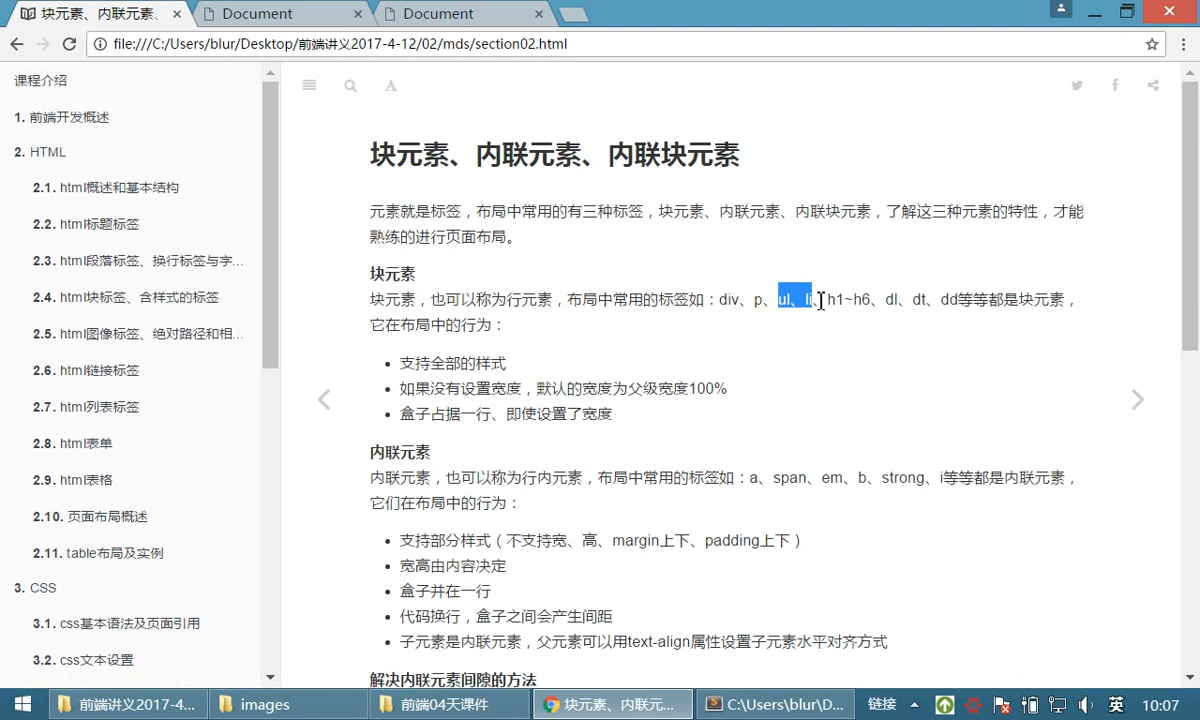 块元素、内联元素、
Document
Document
file:///C:/Users/blur/Desktop/前端讲义2017-4-12/02/mds/section02.html
课程介绍
1. 前端开发概述
2. HTML
2.1. html概述和基本结构
2.2. html标题标签
2.3. html段落标签、换行标签与字...
2.4. html块标签、含样式的标签
2.5. html图像标签、绝对路径和相...
2.6. html链接标签
2.7. html列表标签
2.8. html表单
2.9. html表格
2.10. 页面布局概述
2.11. table布局及实例
3. CSS
3.1. css基本语法及页面引用
3.2. css文本设置
A
块元素、内联元素、内联块元素
元素就是标签，布局中常用的有三种标签，块元素、内联元素、内联块元素，了解这三种元素的特性，才能
熟练的进行页面布局。
块元素
块元素，也可以称为行元素，布局中常用的标签如：div、p、ul、li、h1~h6、dl、dt、dd等等都是块元素，
它在布局中的行为：
• 支持全部的样式
• 如果没有设置宽度，默认的宽度为父级宽度100%
• 盒子占据一行、即使设置了宽度
内联元素
内联元素，也可以称为行内元素，布局中常用的标签如：a、span、em、b、strong、i等等都是内联元素，
它们在布局中的行为：
• 支持部分样式（不支持宽、高、margin上下、padding上下）
• 宽高由内容决定
• 盒子并在一行
• 代码换行，盒子之间会产生间距
• 子元素是内联元素，父元素可以用text-align属性设置子元素水平对齐方式
解决内联元素间隙的方法
前端讲义2017-4...
images
前端04天课件
块元素、内联元...
C:\Users\blur\D...
链接
英
10:07